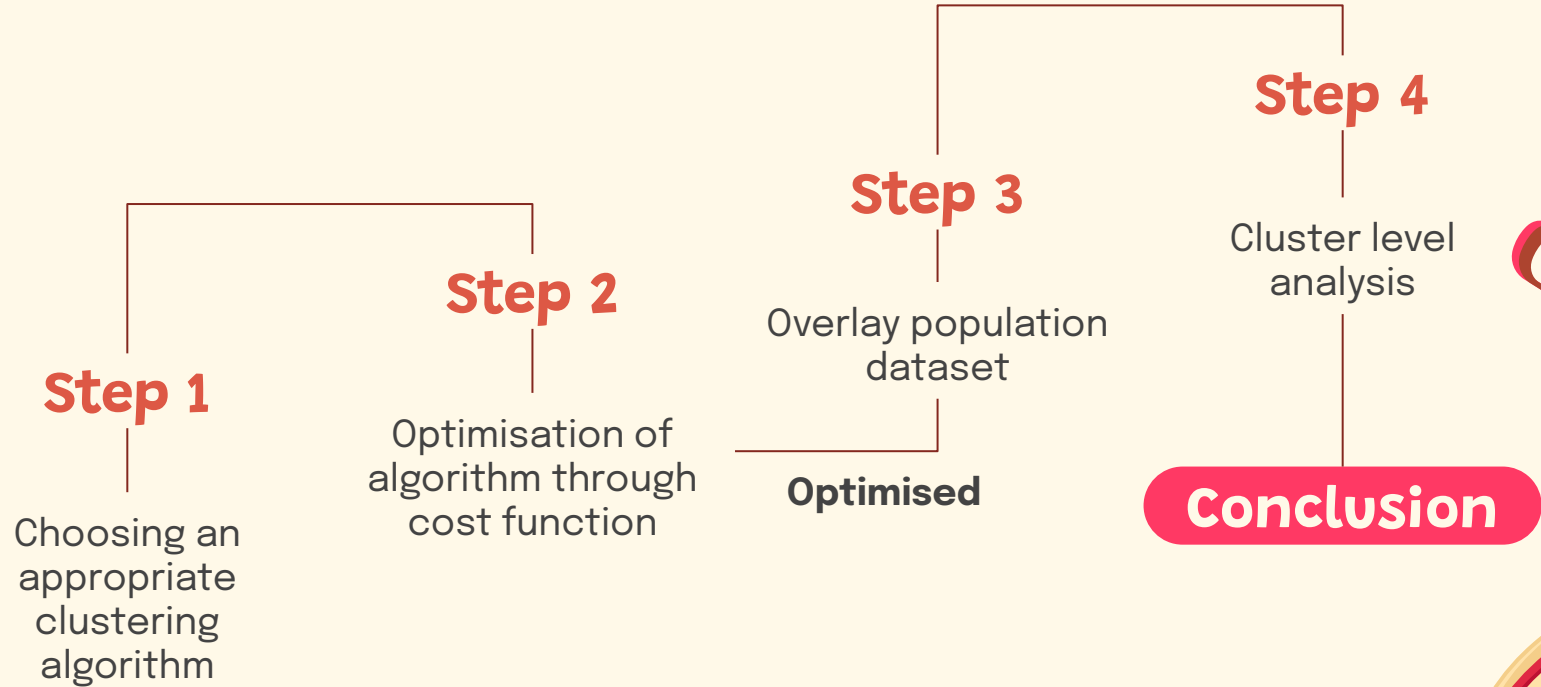 Step 1
Choosing an
appropriate
clustering
algorithm
Step 2
Optimisation of
algorithm through
cost function
Optimised
Step 3
Overlay population
dataset
Step 4
Cluster level
analysis
Conclusion